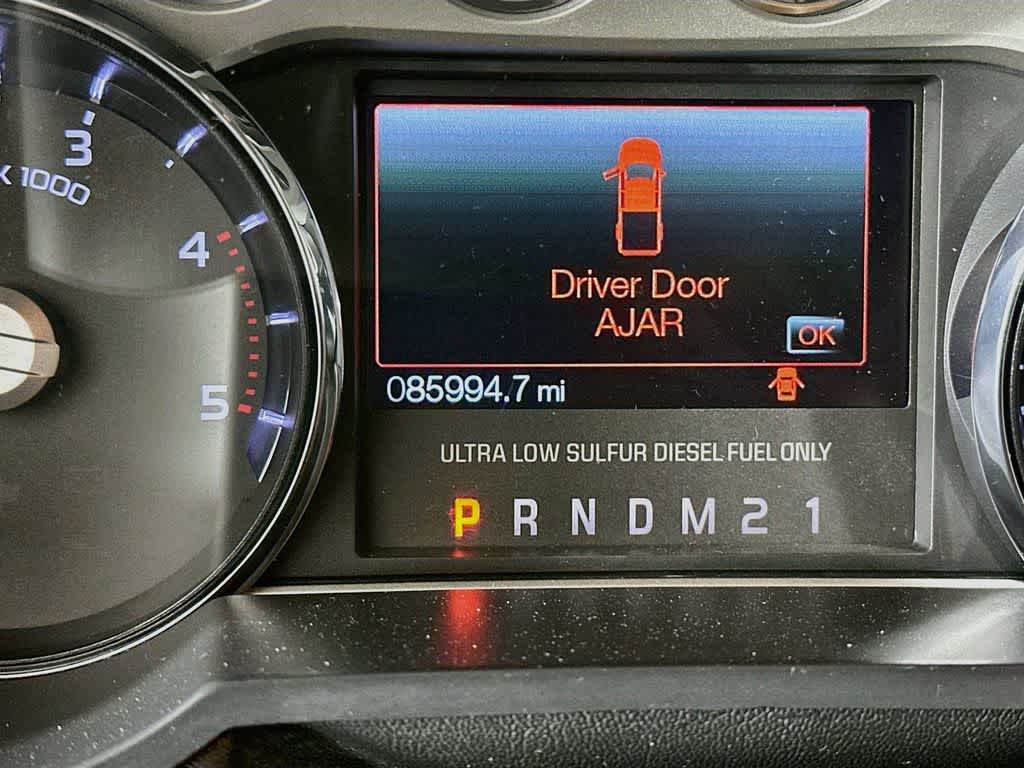 3
X 1000
4
5
Driver Door
AJAR
OK
085994.7 mi
ULTRA LOW SULFUR DIESEL FUEL ONLY
P R N D M 2 1